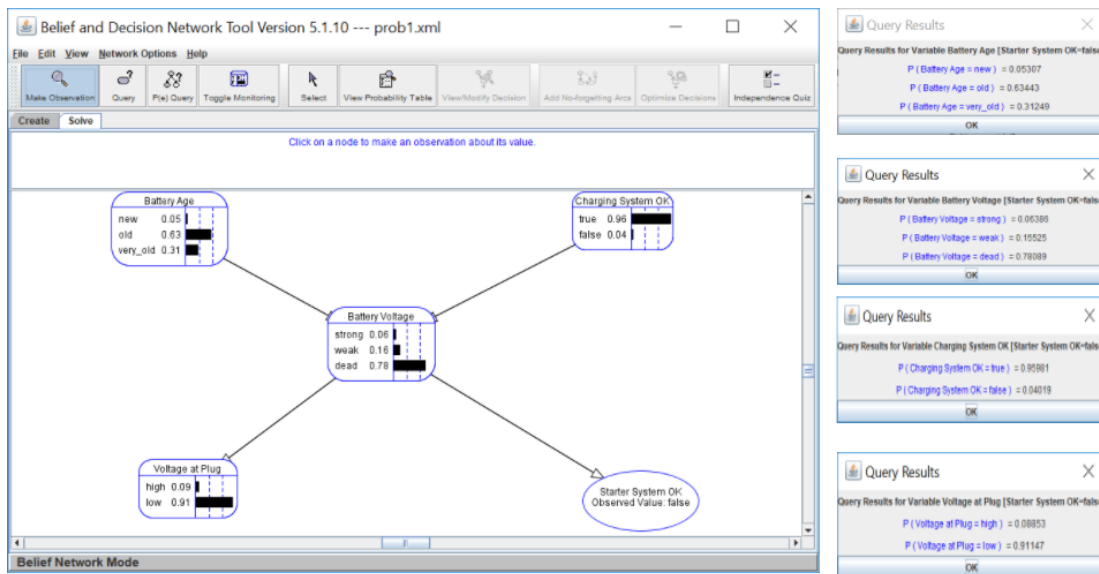 Belief and Decision Network Tool Version 5.1.10 --- prob1.xml
File Edit View Network Options Help
Make Observation Query P(e) Query Toggle Monitoring Select View Probability Table View/Modify Decision Add No-forgetting Arcs Optimize Decisions Independence Quiz
Create Solve
Click on a node to make an observation about its value.
Battery Age
new 0.05
old 0.63
very_old 0.31
Charging System OK
true 0.96
false 0.04
Battery Voltage
strong 0.06
weak 0.16
dead 0.78
Voltage at Plug
high 0.09
low 0.91
Starter System OK
Observed Value: false
Belief Network Mode
Query Results
Query Results for Variable Battery Age [Starter System OK=false
P ( Battery Age = new ) = 0.05307
P ( Battery Age = old ) = 0.63443
P ( Battery Age = very_old ) = 0.31249
OK
Query Results
Query Results for Variable Battery Voltage [Starter System OK=false
P ( Battery Voltage = strong ) = 0.06386
P ( Battery Voltage = weak ) = 0.15525
P ( Battery Voltage = dead ) = 0.78089
OK
Query Results
Query Results for Variable Charging System OK [Starter System OK=false
P ( Charging System OK = true ) = 0.95981
P ( Charging System OK = false ) = 0.04019
OK
Query Results
Query Results for Variable Voltage at Plug [Starter System OK=false
P ( Voltage at Plug = high ) = 0.08853
P ( Voltage at Plug = low ) = 0.91147
OK